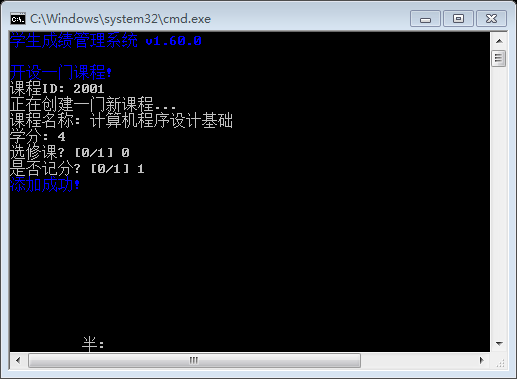 C:\Windows\system32\cmd.exe
学生成绩管理系统 v1.60.0
开设一门课程!
课程ID: 2001
正在创建一门新课程...
课程名称: 计算机程序设计基础
学分: 4
选修课? [0/1] 0
是否记分? [0/1] 1
添加成功!
半: